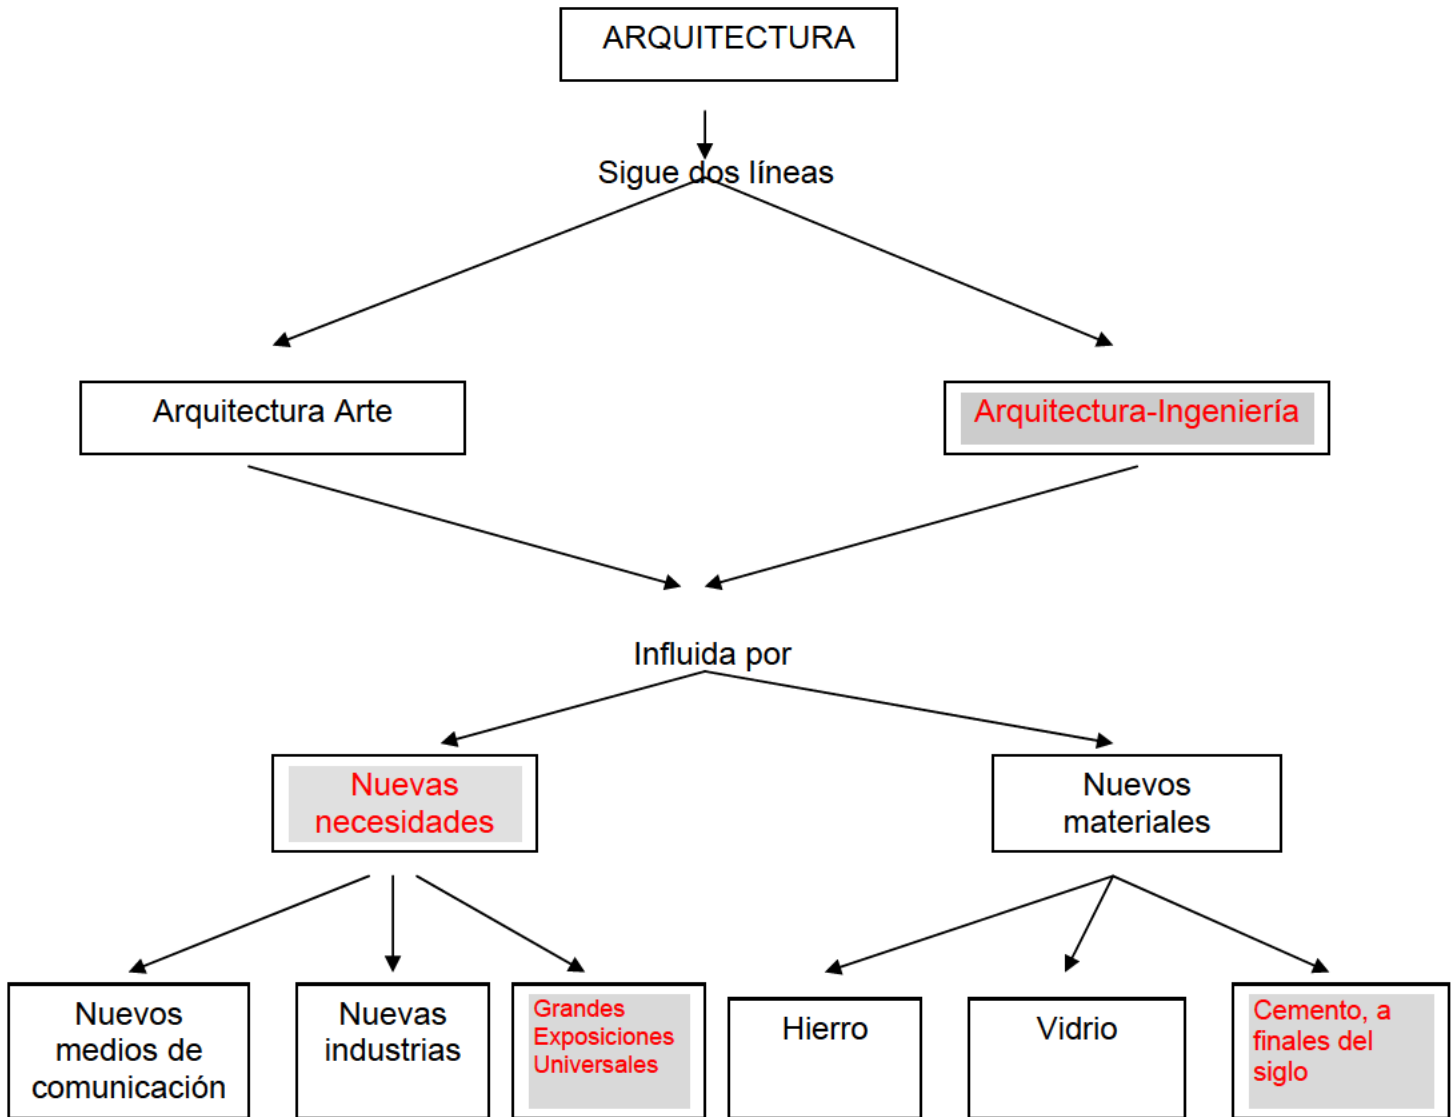 ARQUITECTURA
Sigue dos líneas
Arquitectura Arte
Arquitectura-Ingeniería
Influida por
Nuevas
necesidades
Nuevos
materiales
Nuevos
medios de
comunicación
Nuevas
industrias
Grandes
Exposiciones
Universales
Hierro
Vidrio
Cemento, a
finales del
siglo